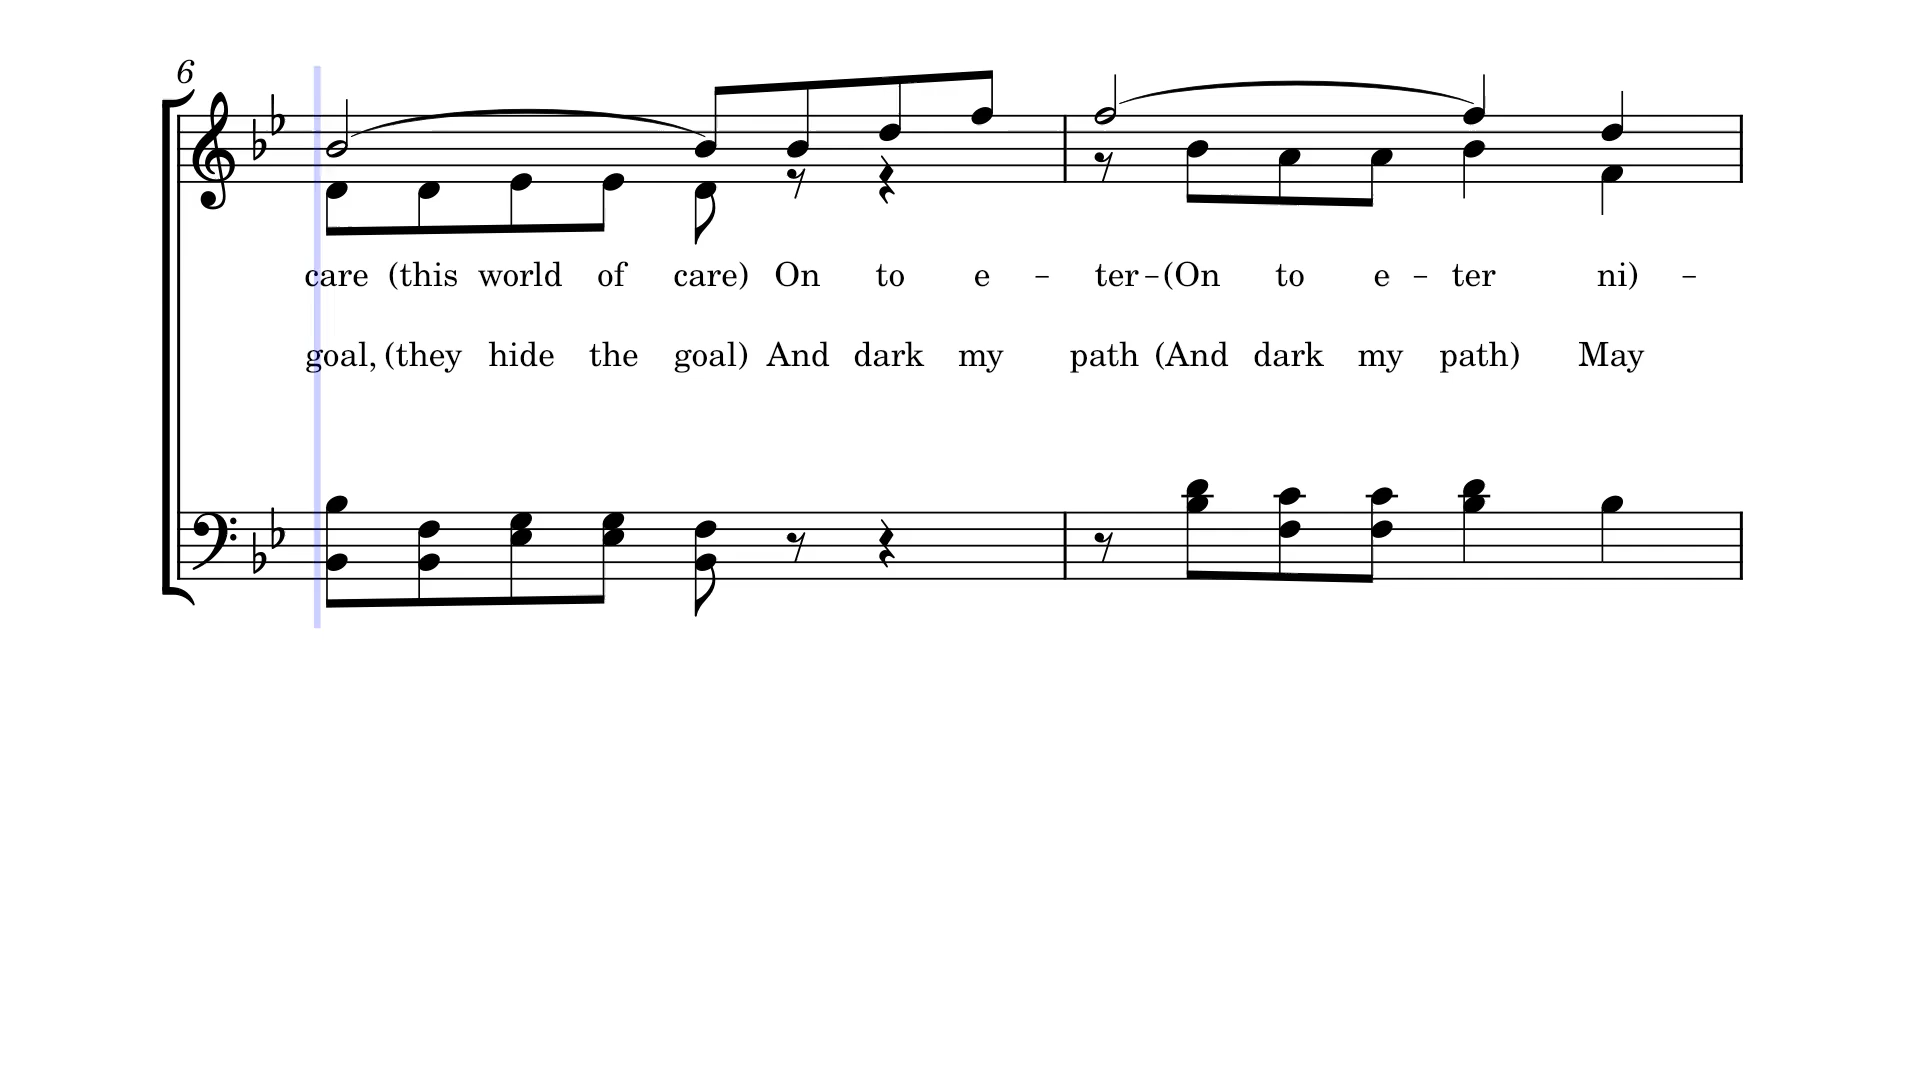 6
care (this world of care) On to e - ter - (On to e - ter ni) -
goal, (they hide the goal) And dark my path (And dark my path) May